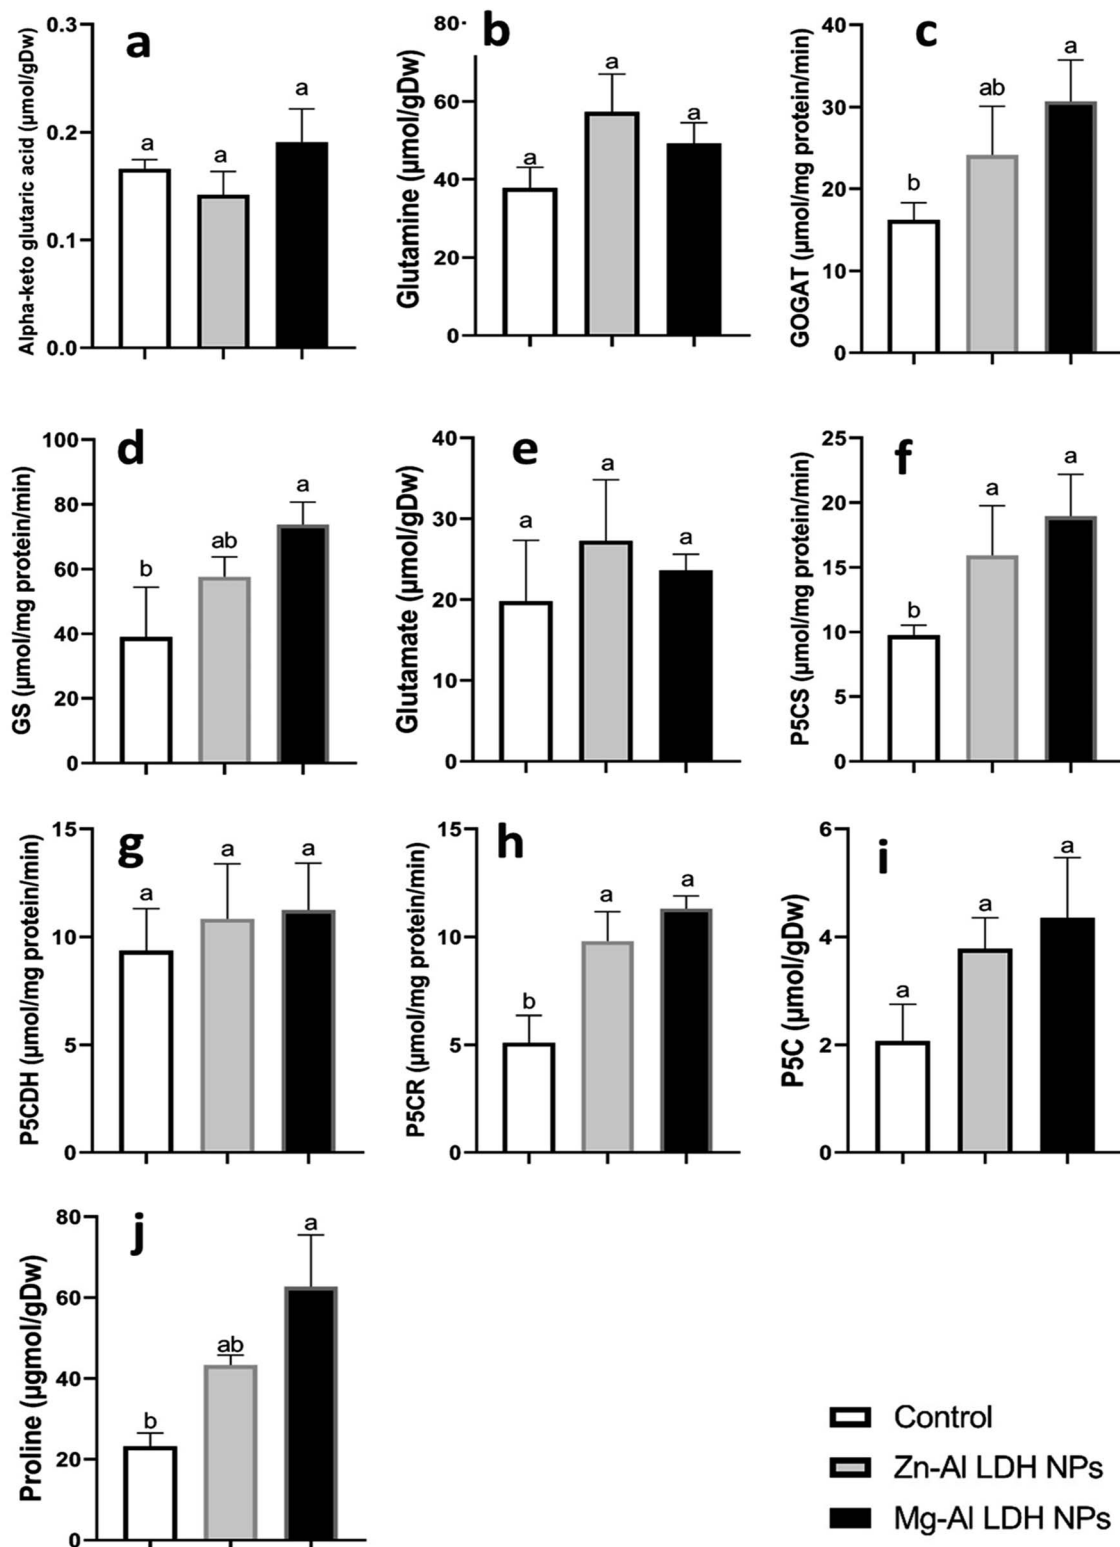 a
Alpha-keto glutaric acid (µmol/gDw)
0.3
0.2
0.1
0.0
a
a
a
b
Glutamine (µmol/gDw)
80
60
40
20
0
a
a
a
c
GOGAT (µmol/mg protein/min)
40
30
20
10
0
b
ab
a
d
GS (µmol/mg protein/min)
100
80
60
40
20
0
b
ab
a
e
Glutamate (µmol/gDw)
40
30
20
10
0
a
a
a
f
P5CS (µmol/mg protein/min)
25
20
15
10
5
0
b
a
a
g
P5CDH (µmol/mg protein/min)
15
10
5
0
a
a
a
h
P5CR (µmol/mg protein/min)
15
10
5
0
b
a
a
i
P5C (µmol/gDw)
6
4
2
0
a
a
a
j
Proline (µgmol/gDw)
80
60
40
20
0
b
ab
a
Control
Zn-Al LDH NPs
Mg-Al LDH NPs